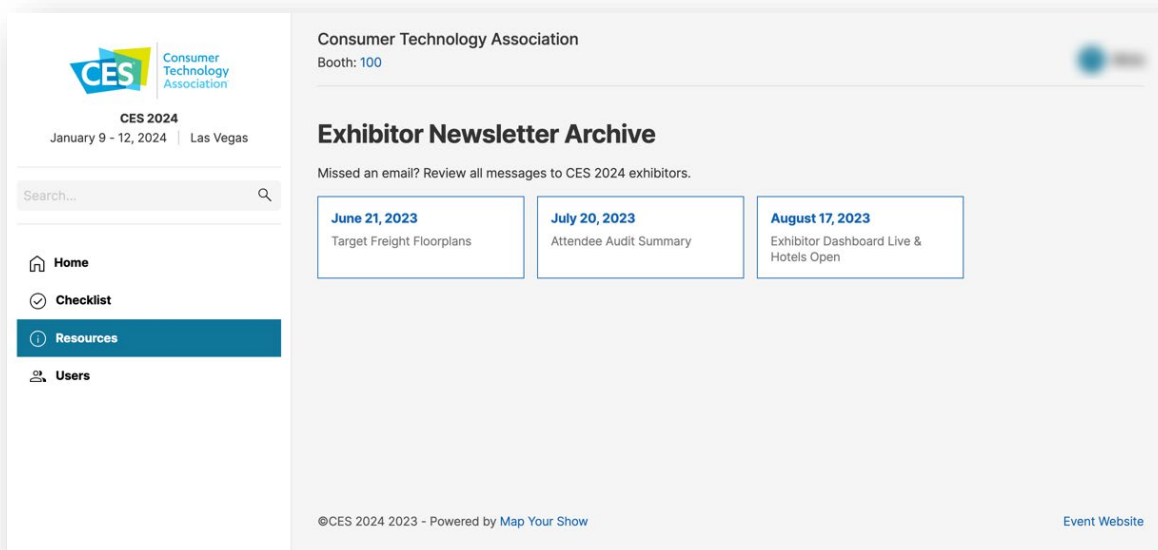 CES
Consumer
Technology
Association
CES 2024
January 9 - 12, 2024 | Las Vegas
Search...
Home
Checklist
Resources
Users
Consumer Technology Association
Booth: 100
Exhibitor Newsletter Archive
Missed an email? Review all messages to CES 2024 exhibitors.
June 21, 2023
Target Freight Floorplans
July 20, 2023
Attendee Audit Summary
August 17, 2023
Exhibitor Dashboard Live &
Hotels Open
©CES 2024 2023 - Powered by Map Your Show
Event Website